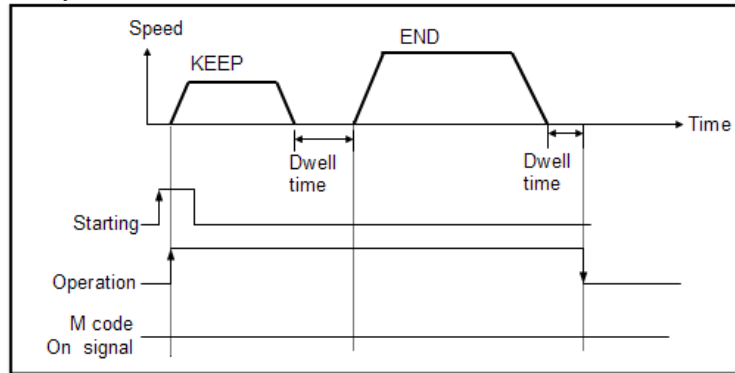 Speed
END
KEEP
Time
Dwell
time
Dwell
time
Starting
Operation
M code
On signal